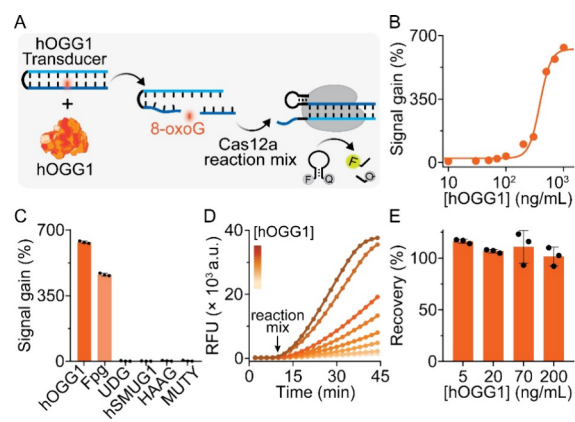 A
hOGG1
Transducer
+
hOGG1
8-oxoG
Cas12a
reaction mix
F
Q
F
Q
B
Signal gain (%)
700
350
0
10
10²
10³
[hOGG1] (ng/mL)
C
Signal gain (%)
700
350
0
hOGG1
Fpg
UDG
hSMUG1
HAAG
MUTY
D
RFU (× 10³ a.u.)
[hOGG1]
40
20
0
reaction
mix
0
15
30
45
Time (min)
E
Recovery (%)
100
50
0
5
20
70
200
[hOGG1] (ng/mL)